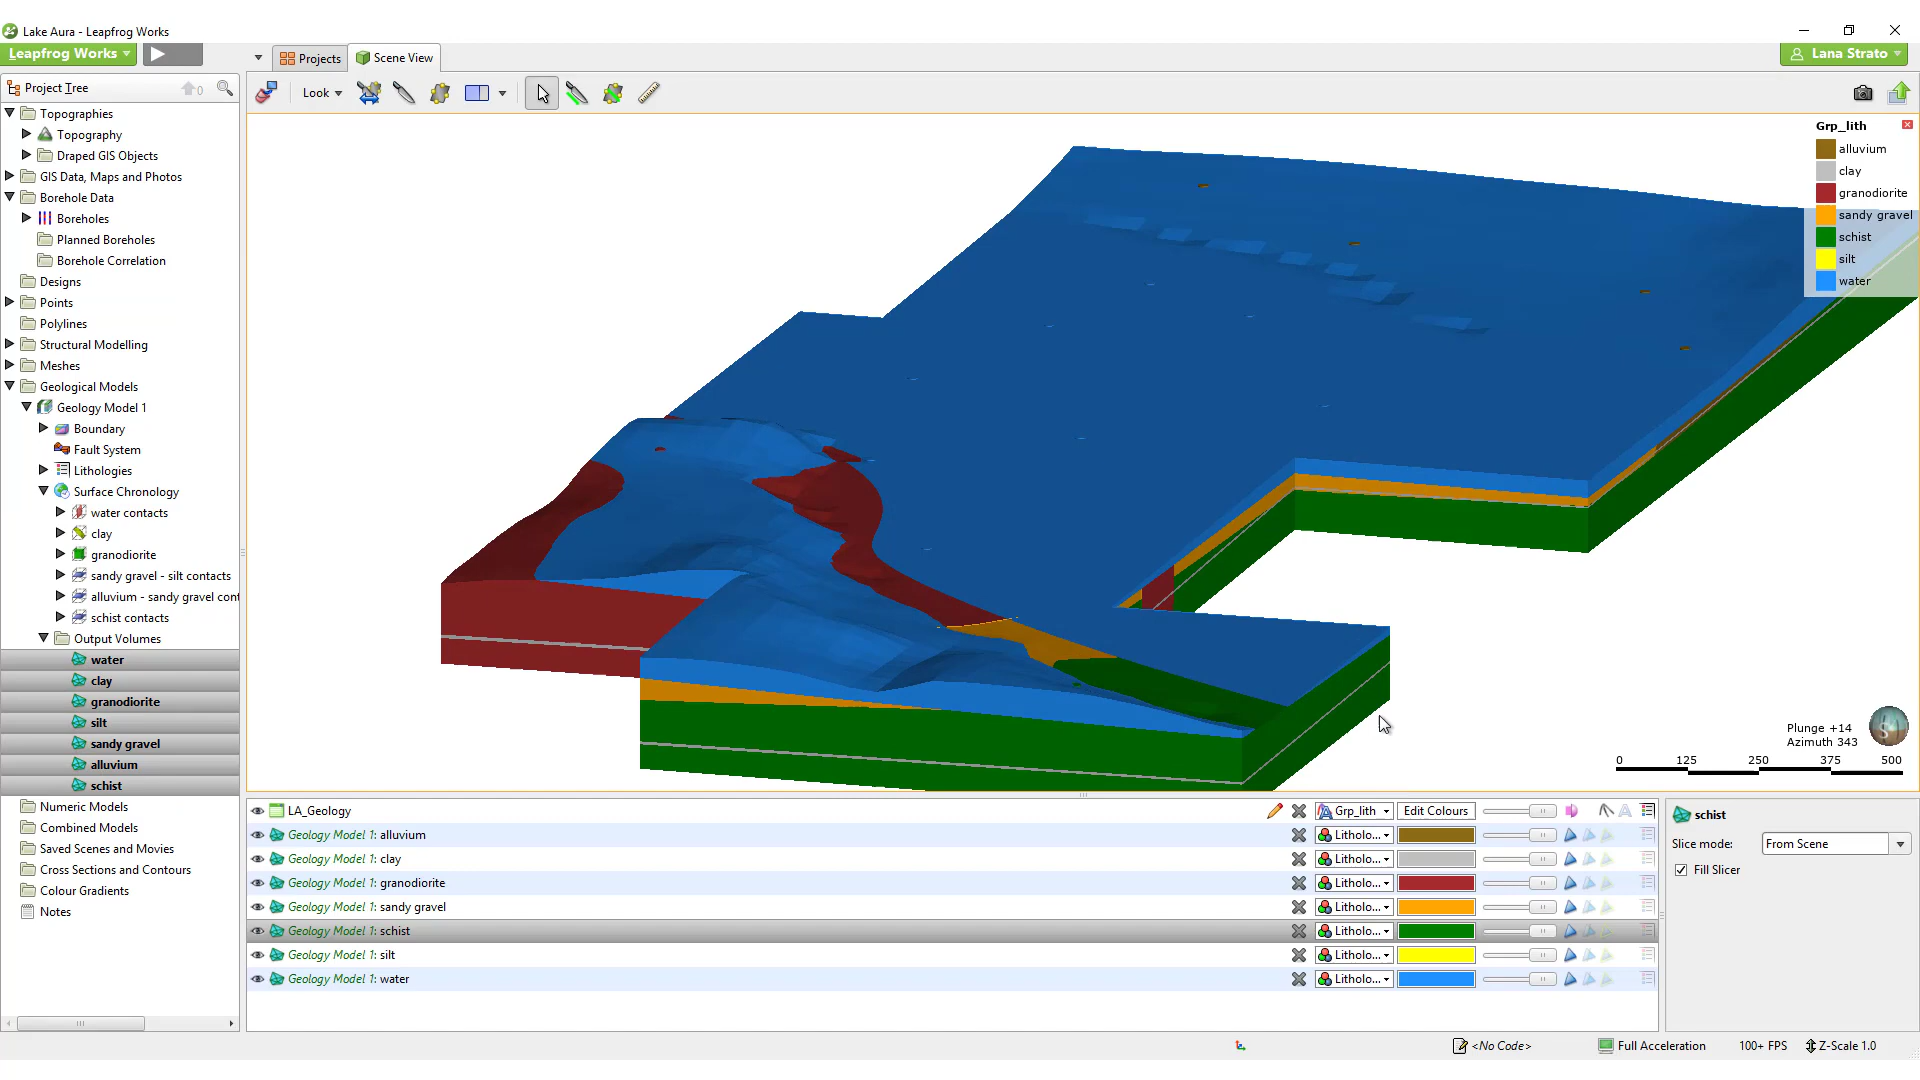 Lake Aura - Leapfrog Works
Leapfrog Works
Projects
Scene View
Lana Strato
Project Tree
0
Look
Topographies
Topography
Draped GIS Objects
GIS Data, Maps and Photos
Borehole Data
Boreholes
Planned Boreholes
Borehole Correlation
Designs
Points
Polylines
Structural Modelling
Meshes
Geological Models
Geology Model 1
Boundary
Fault System
Lithologies
Surface Chronology
water contacts
clay
granodiorite
sandy gravel - silt contacts
alluvium - sandy gravel cont
schist contacts
Output Volumes
water
clay
granodiorite
silt
sandy gravel
alluvium
schist
Numeric Models
Combined Models
Saved Scenes and Movies
Cross Sections and Contours
Colour Gradients
Notes
Grp_lith
alluvium
clay
granodiorite
sandy gravel
schist
silt
water
Plunge +14
Azimuth 343
0 125 250 375 500
LA_Geology Grp_lith Edit Colours
Geology Model 1: alluvium Litholo...
Geology Model 1: clay Litholo...
Geology Model 1: granodiorite Litholo...
Geology Model 1: sandy gravel Litholo...
Geology Model 1: schist Litholo...
Geology Model 1: silt Litholo...
Geology Model 1: water Litholo...
schist
Slice mode: From Scene
Fill Slicer
<No Code> Full Acceleration 100+ FPS Z-Scale 1.0